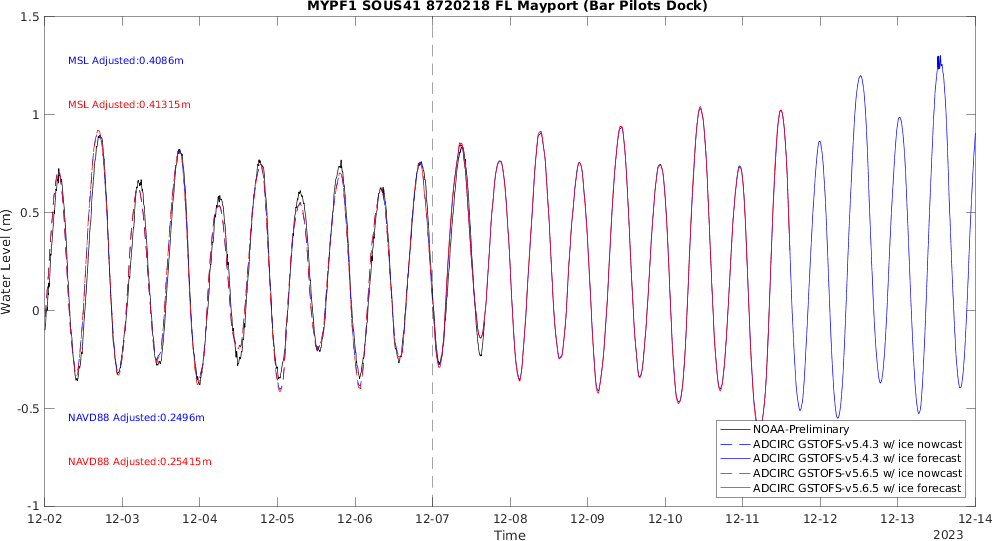 MYPF1 SOUS41 8720218 FL Mayport (Bar Pilots Dock)
1.5
1
0.5
0
-0.5
-1
Water Level (m)
MSL Adjusted:0.4086m
MSL Adjusted:0.41315m
NAVD88 Adjusted:0.2496m
NAVD88 Adjusted:0.25415m
NOAA-Preliminary
ADCIRC GSTOFS-v5.4.3 w/ ice nowcast
ADCIRC GSTOFS-v5.4.3 w/ ice forecast
ADCIRC GSTOFS-v5.6.5 w/ ice nowcast
ADCIRC GSTOFS-v5.6.5 w/ ice forecast
12-02 12-03 12-04 12-05 12-06 12-07 12-08 12-09 12-10 12-11 12-12 12-13 12-14
Time
2023